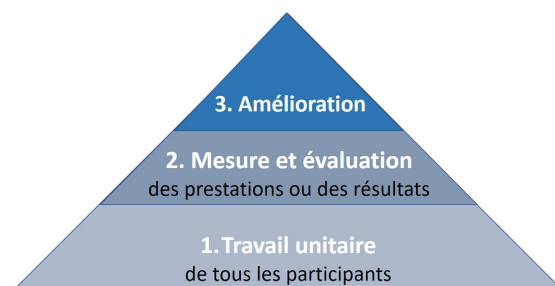 3. Amélioration
2. Mesure et évaluation
des prestations ou des résultats
1. Travail unitaire
de tous les participants